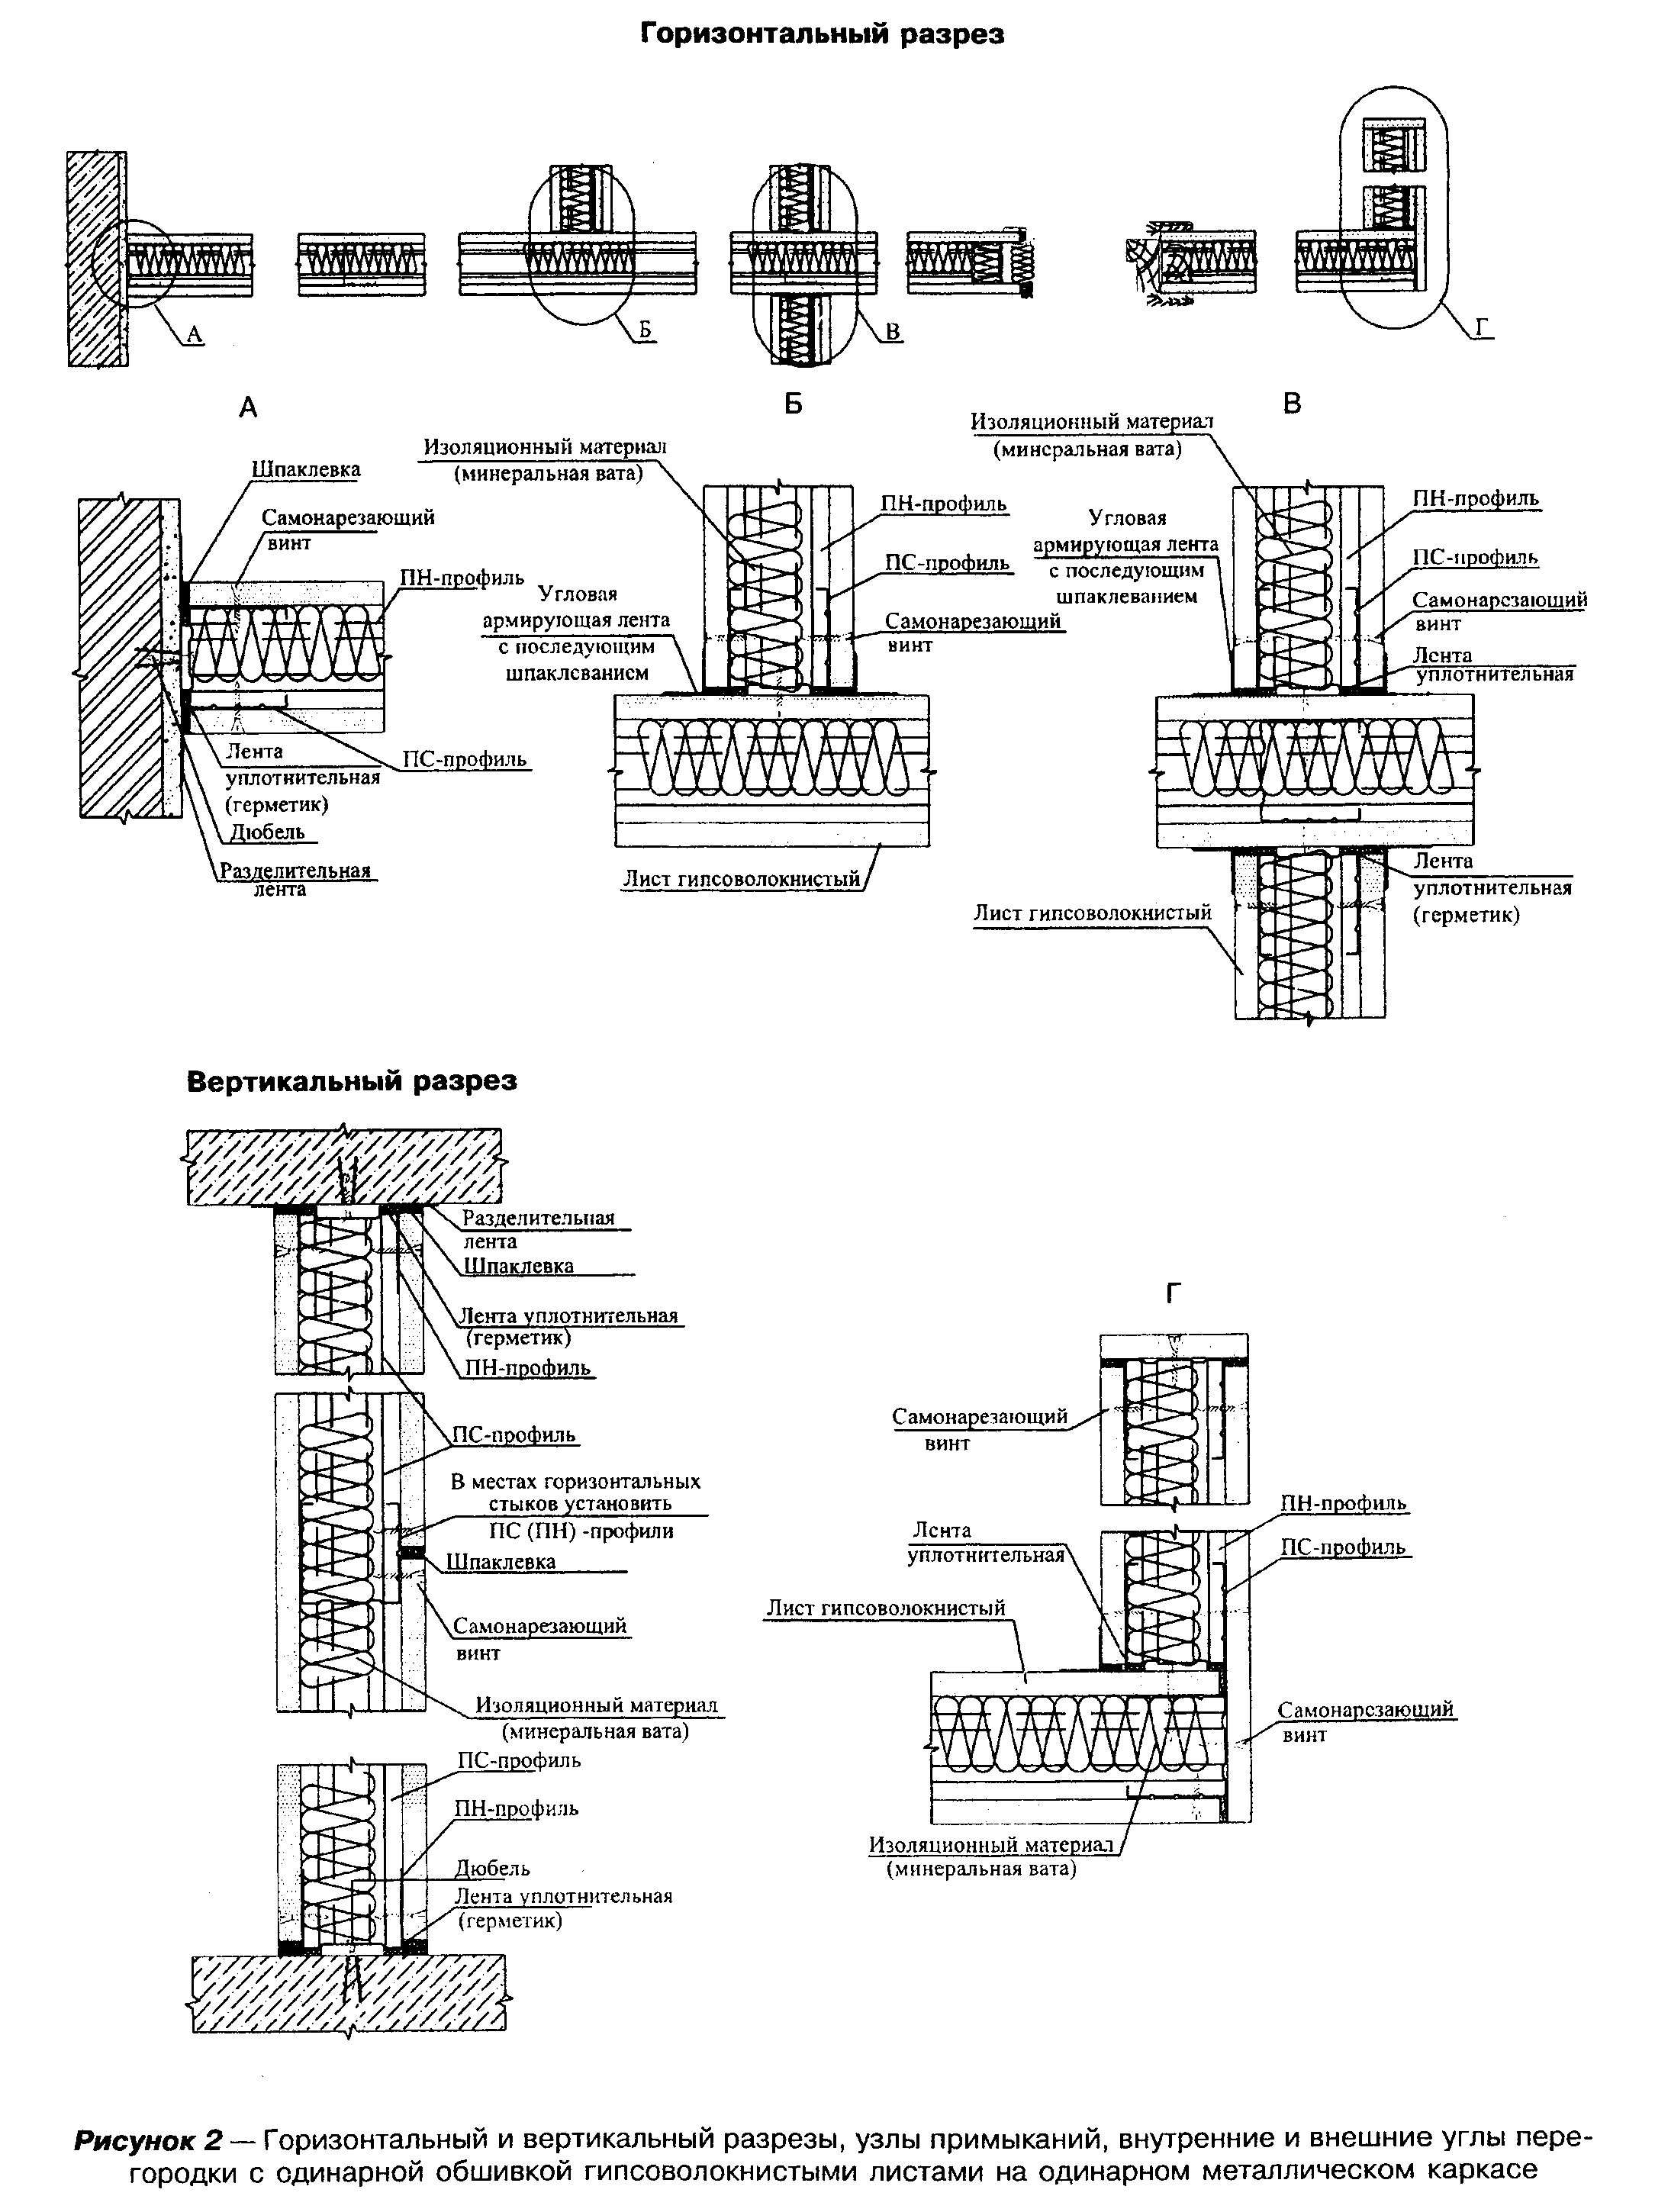 Горизонтальный разрез
А
Б
В
Г
А
Шпаклевка
Самонарезающий
винт
ПН-профиль
ПС-профиль
Лента
уплотнительная
(герметик)
Дюбель
Разделительная
лента
Б
Изоляционный материал
(минеральная вата)
ПН-профиль
ПС-профиль
Угловая
армирующая лента
с последующим
шпаклеванием
Самонарезающий
винт
Лист гипсоволокнистый
В
Изоляционный материал
(минеральная вата)
ПН-профиль
Угловая
армирующая лента
с последующим
шпаклеванием
ПС-профиль
Самонарезающий
винт
Лента
уплотнительная
Лента
уплотнительная
(герметик)
Лист гипсоволокнистый
Вертикальный разрез
Разделительная
лента
Шпаклевка
Лента уплотнительная
(герметик)
ПН-профиль
ПС-профиль
В местах горизонтальных
стыков установить
ПС (ПН) -профили
Шпаклевка
Самонарезающий
винт
Изоляционный материал
(минеральная вата)
ПС-профиль
ПН-профиль
Дюбель
Лента уплотнительная
(герметик)
Г
Самонарезающий
винт
ПН-профиль
Лента
уплотнительная
ПС-профиль
Лист гипсоволокнистый
Самонарезающий
винт
Изоляционный материал
(минеральная вата)
Рисунок 2 — Горизонтальный и вертикальный разрезы, узлы примыканий, внутренние и внешние углы пере-
городки с одинарной обшивкой гипсоволокнистыми листами на одинарном металлическом каркасе